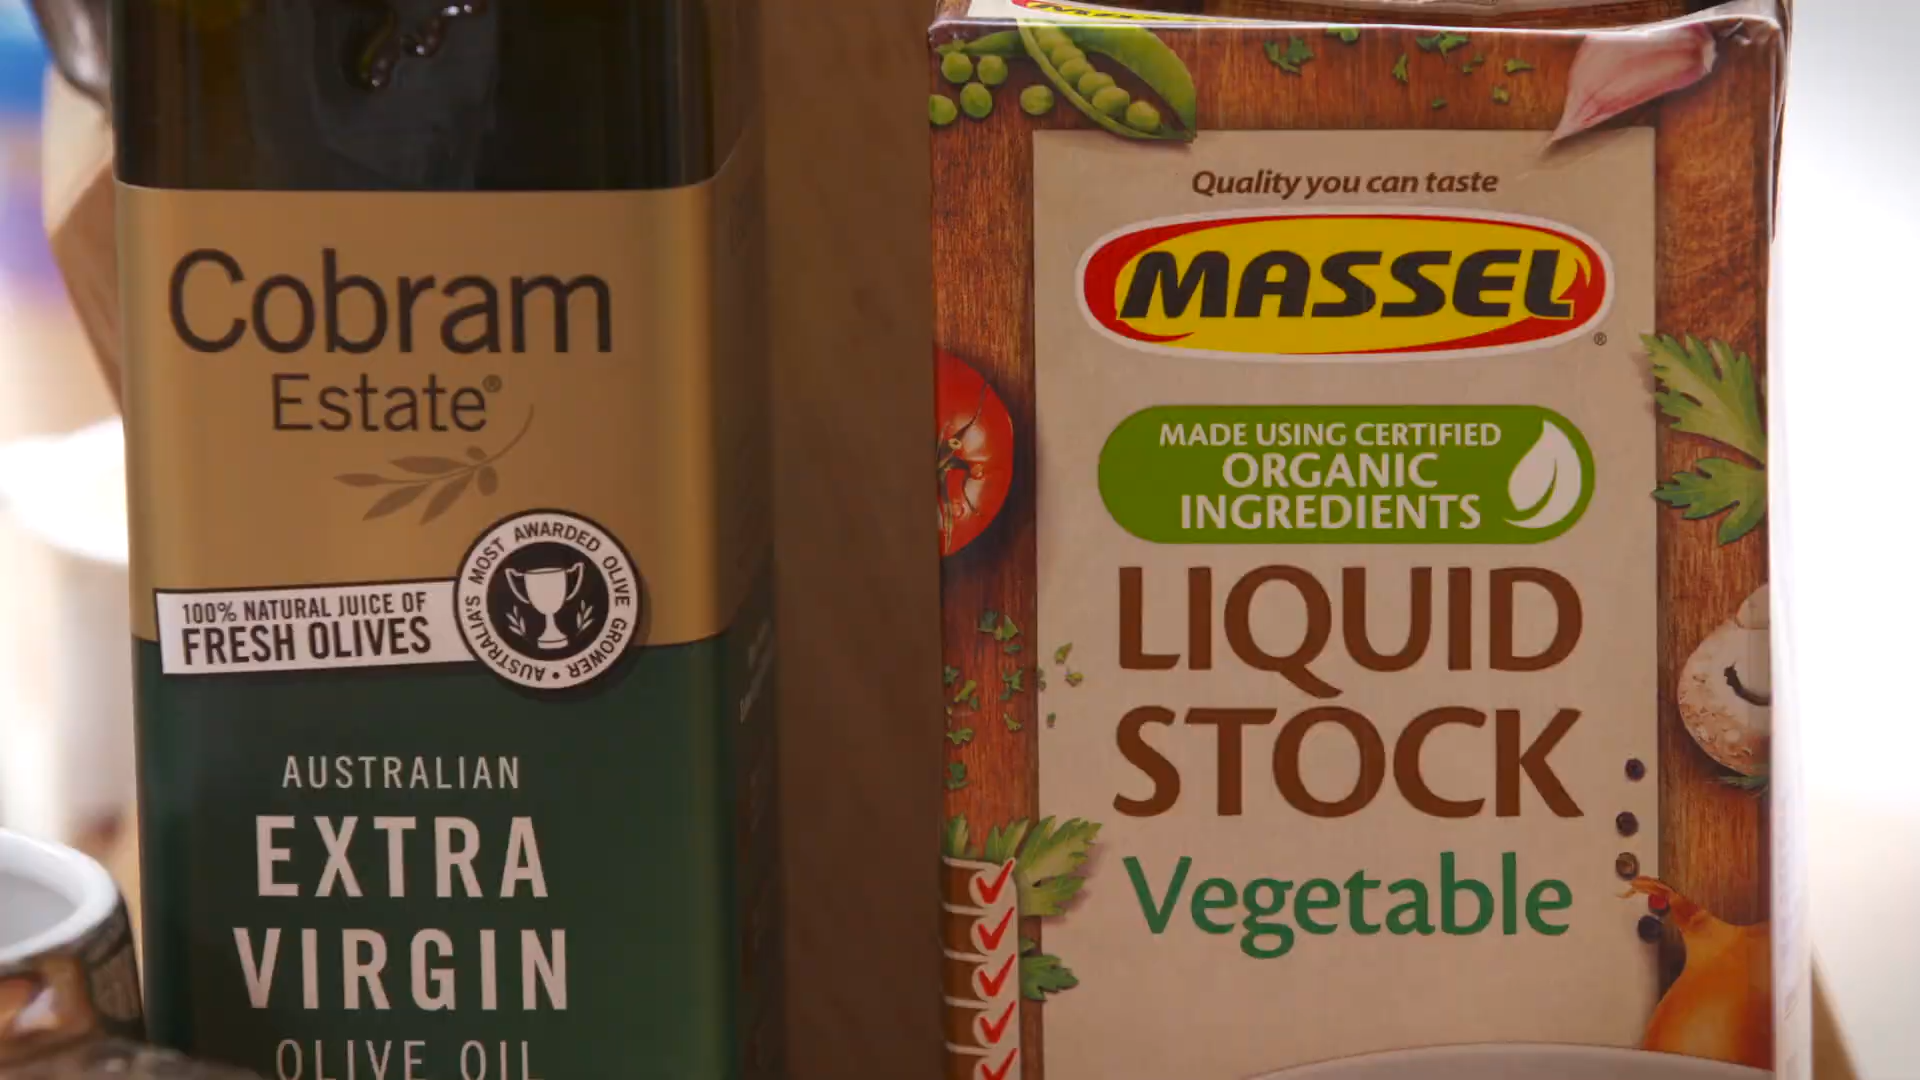 Cobram
Estate®
100% NATURAL JUICE OF
FRESH OLIVES
AUSTRALIA'S MOST AWARDED OLIVE GROWER •
AUSTRALIAN
EXTRA
VIRGIN
OLIVE OIL
Quality you can taste
MASSEL®
MADE USING CERTIFIED
ORGANIC
INGREDIENTS
LIQUID
STOCK
Vegetable